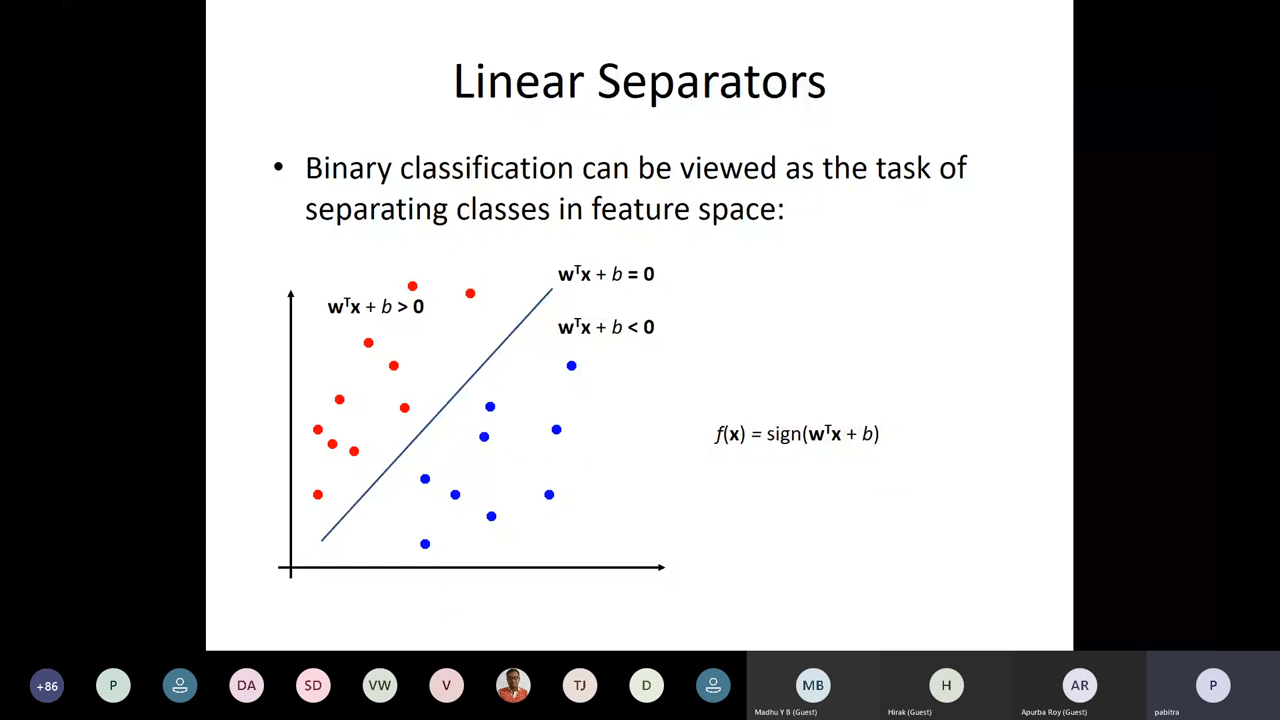 Linear Separators
• Binary classification can be viewed as the task of
separating classes in feature space:
wᵀx + b = 0
wᵀx + b > 0
wᵀx + b < 0
f(x) = sign(wᵀx + b)
+86
P
DA
SD
VW
V
TJ
D
MB
H
AR
P
Madhu Y B (Guest)
Hirak (Guest)
Apurba Roy (Guest)
pabitra